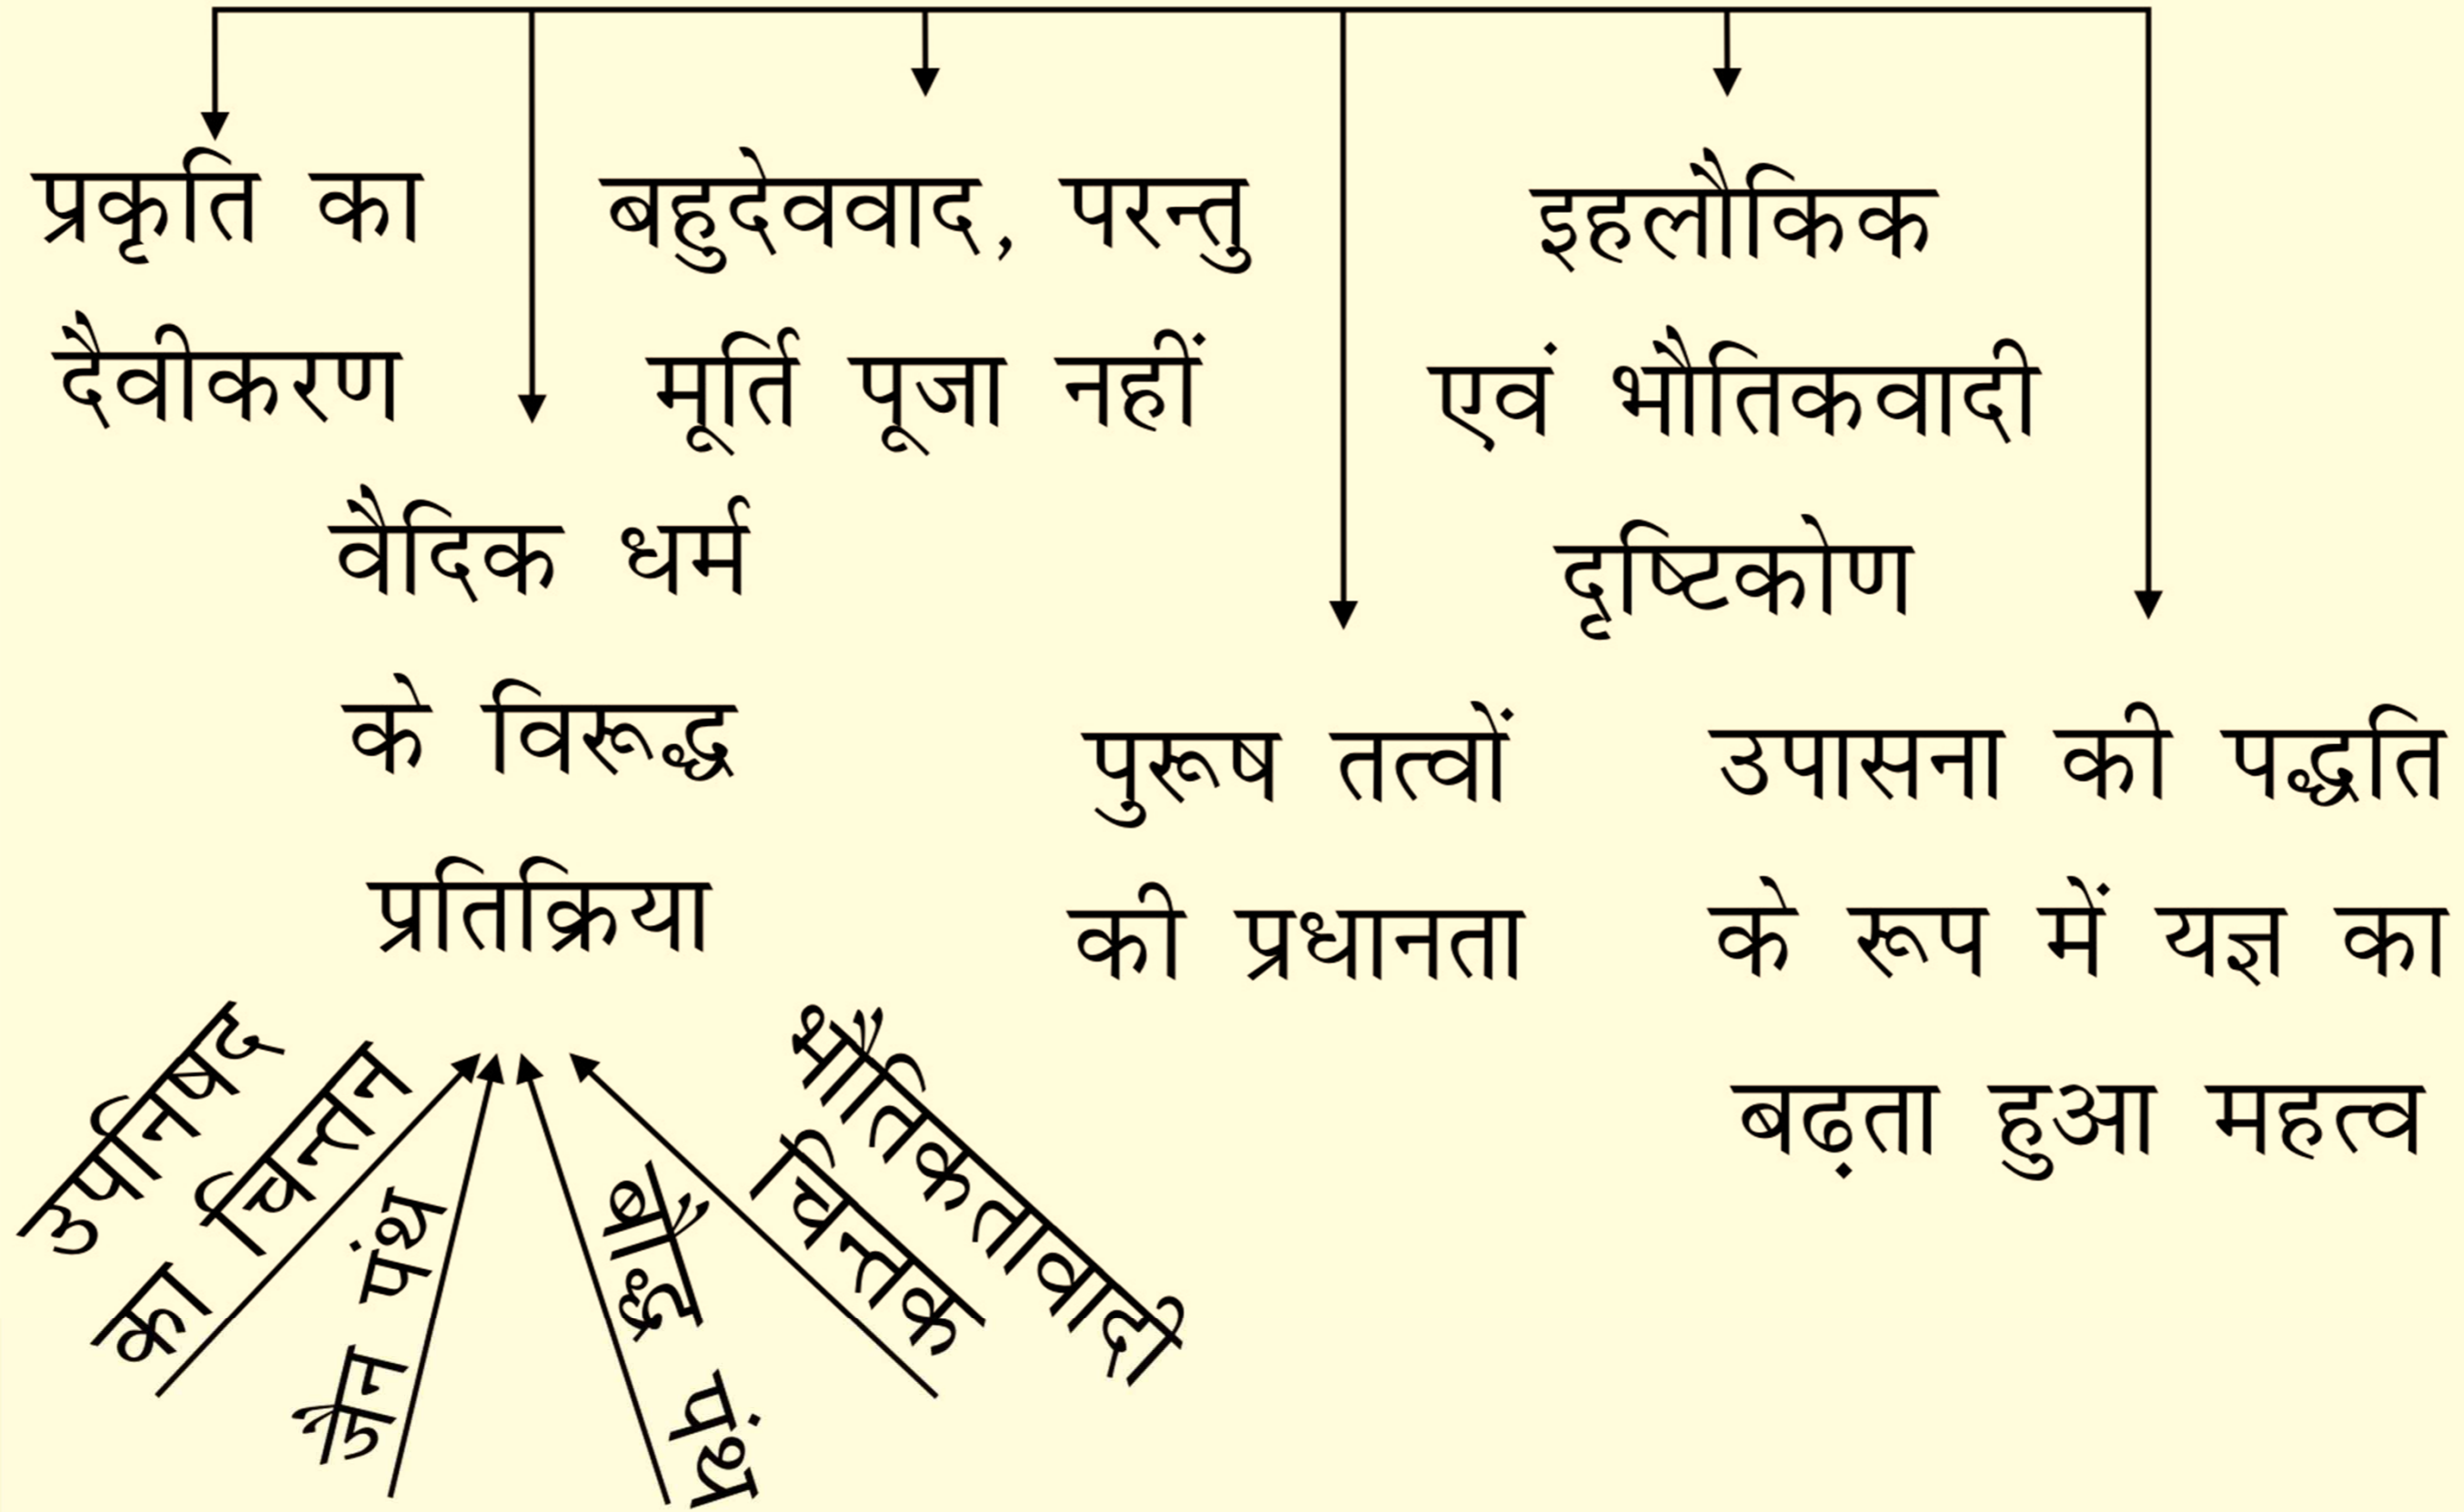 प्रकृति का
दैवीकरण
वैदिक धर्म
के विरूद्ध
प्रतिक्रिया
उपनिषद्
का चिन्तन
जैन पंथ
बौद्ध पंथ
भौतिकतावादी
चिन्तक
बहुदेववाद, परन्तु
मूर्ति पूजा नहीं
पुरूष तत्वों
की प्रधानता
इहलौकिक
एवं भौतिकवादी
दृष्टिकोण
उपासना की पद्धति
के रूप में यज्ञ का
बढ़ता हुआ महत्व